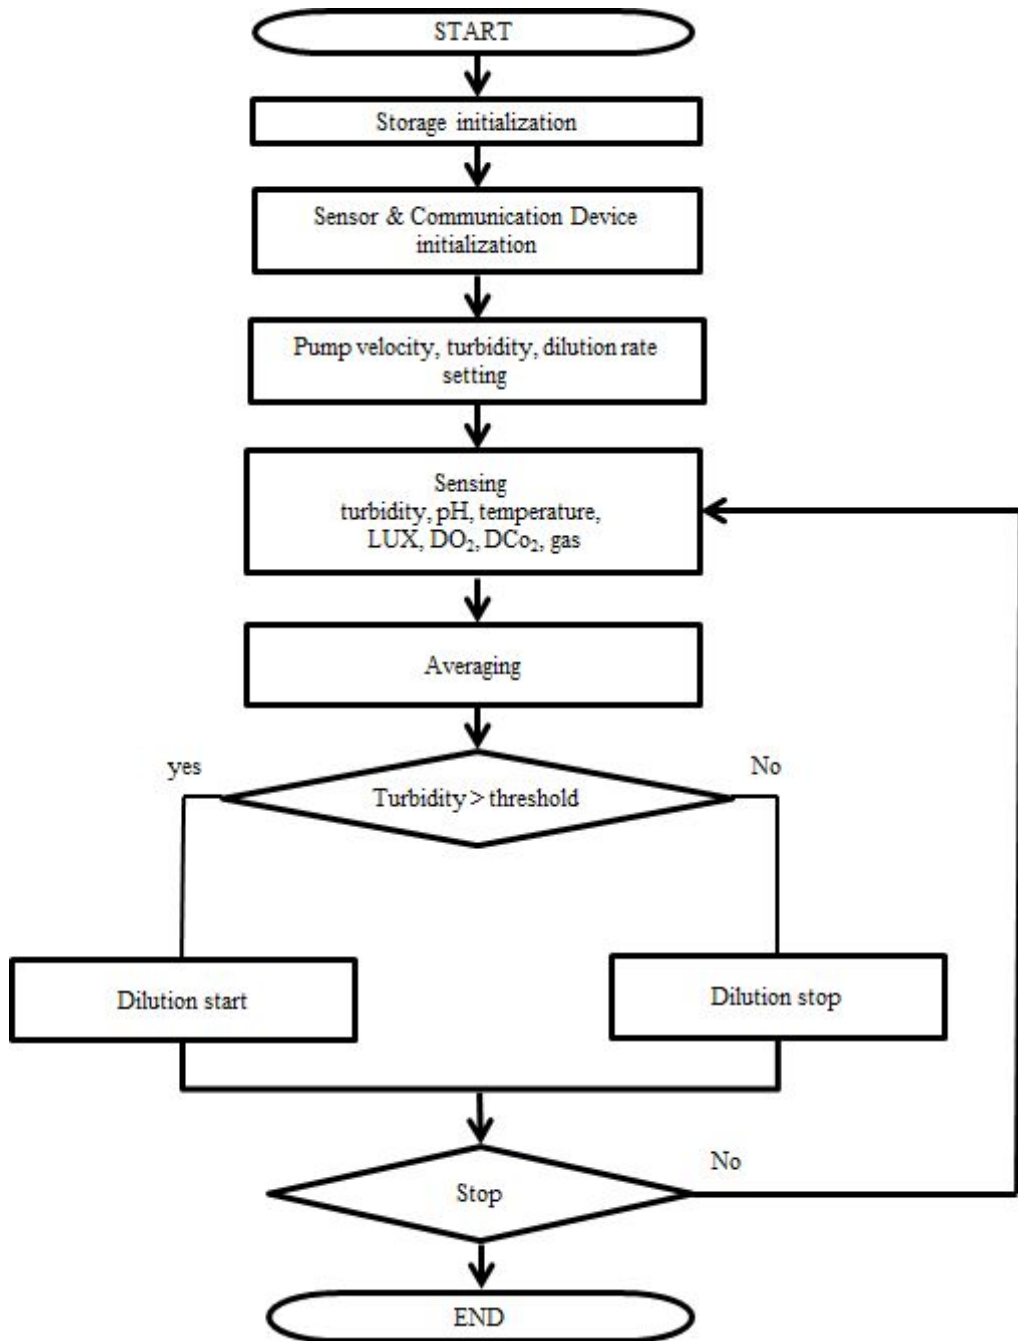 START
Storage initialization
Sensor & Communication Device
initialization
Pump velocity, turbidity, dilution rate
setting
Sensing
turbidity, pH, temperature,
LUX, DO₂, DCo₂, gas
Averaging
yes
No
Turbidity > threshold
Dilution start
Dilution stop
No
Stop
END